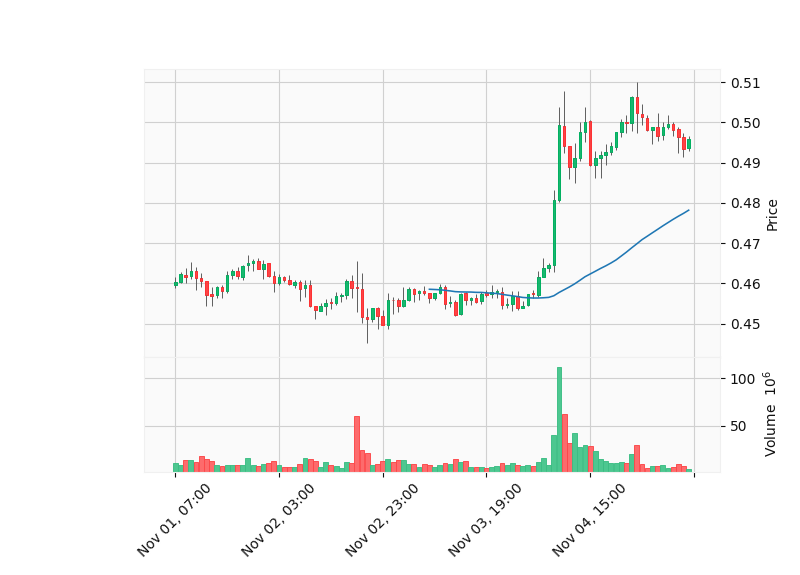 0.51
0.50
0.49
0.48
0.47
0.46
0.45
Price
100
50
Volume 10⁶
Nov 01, 07:00
Nov 02, 03:00
Nov 02, 23:00
Nov 03, 19:00
Nov 04, 15:00